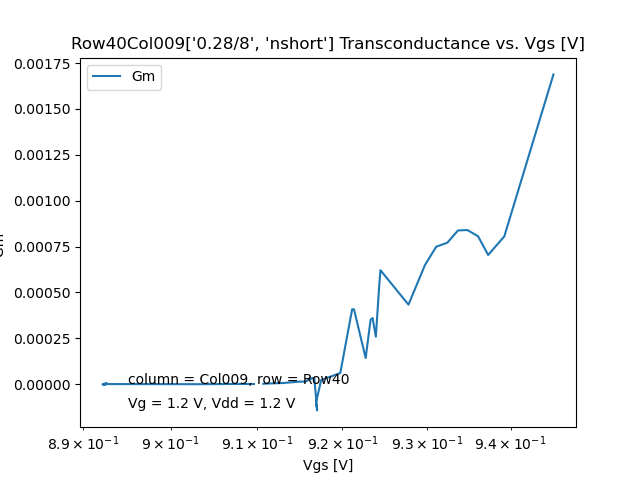 Row40Col009['0.28/8', 'nshort'] Transconductance vs. Vgs [V]
Gm
0.00175
0.00150
0.00125
0.00100
0.00075
0.00050
0.00025
0.00000
Gm
column = Col009, row = Row40
Vg = 1.2 V, Vdd = 1.2 V
8.9 × 10⁻¹ 9 × 10⁻¹ 9.1 × 10⁻¹ 9.2 × 10⁻¹ 9.3 × 10⁻¹ 9.4 × 10⁻¹
Vgs [V]